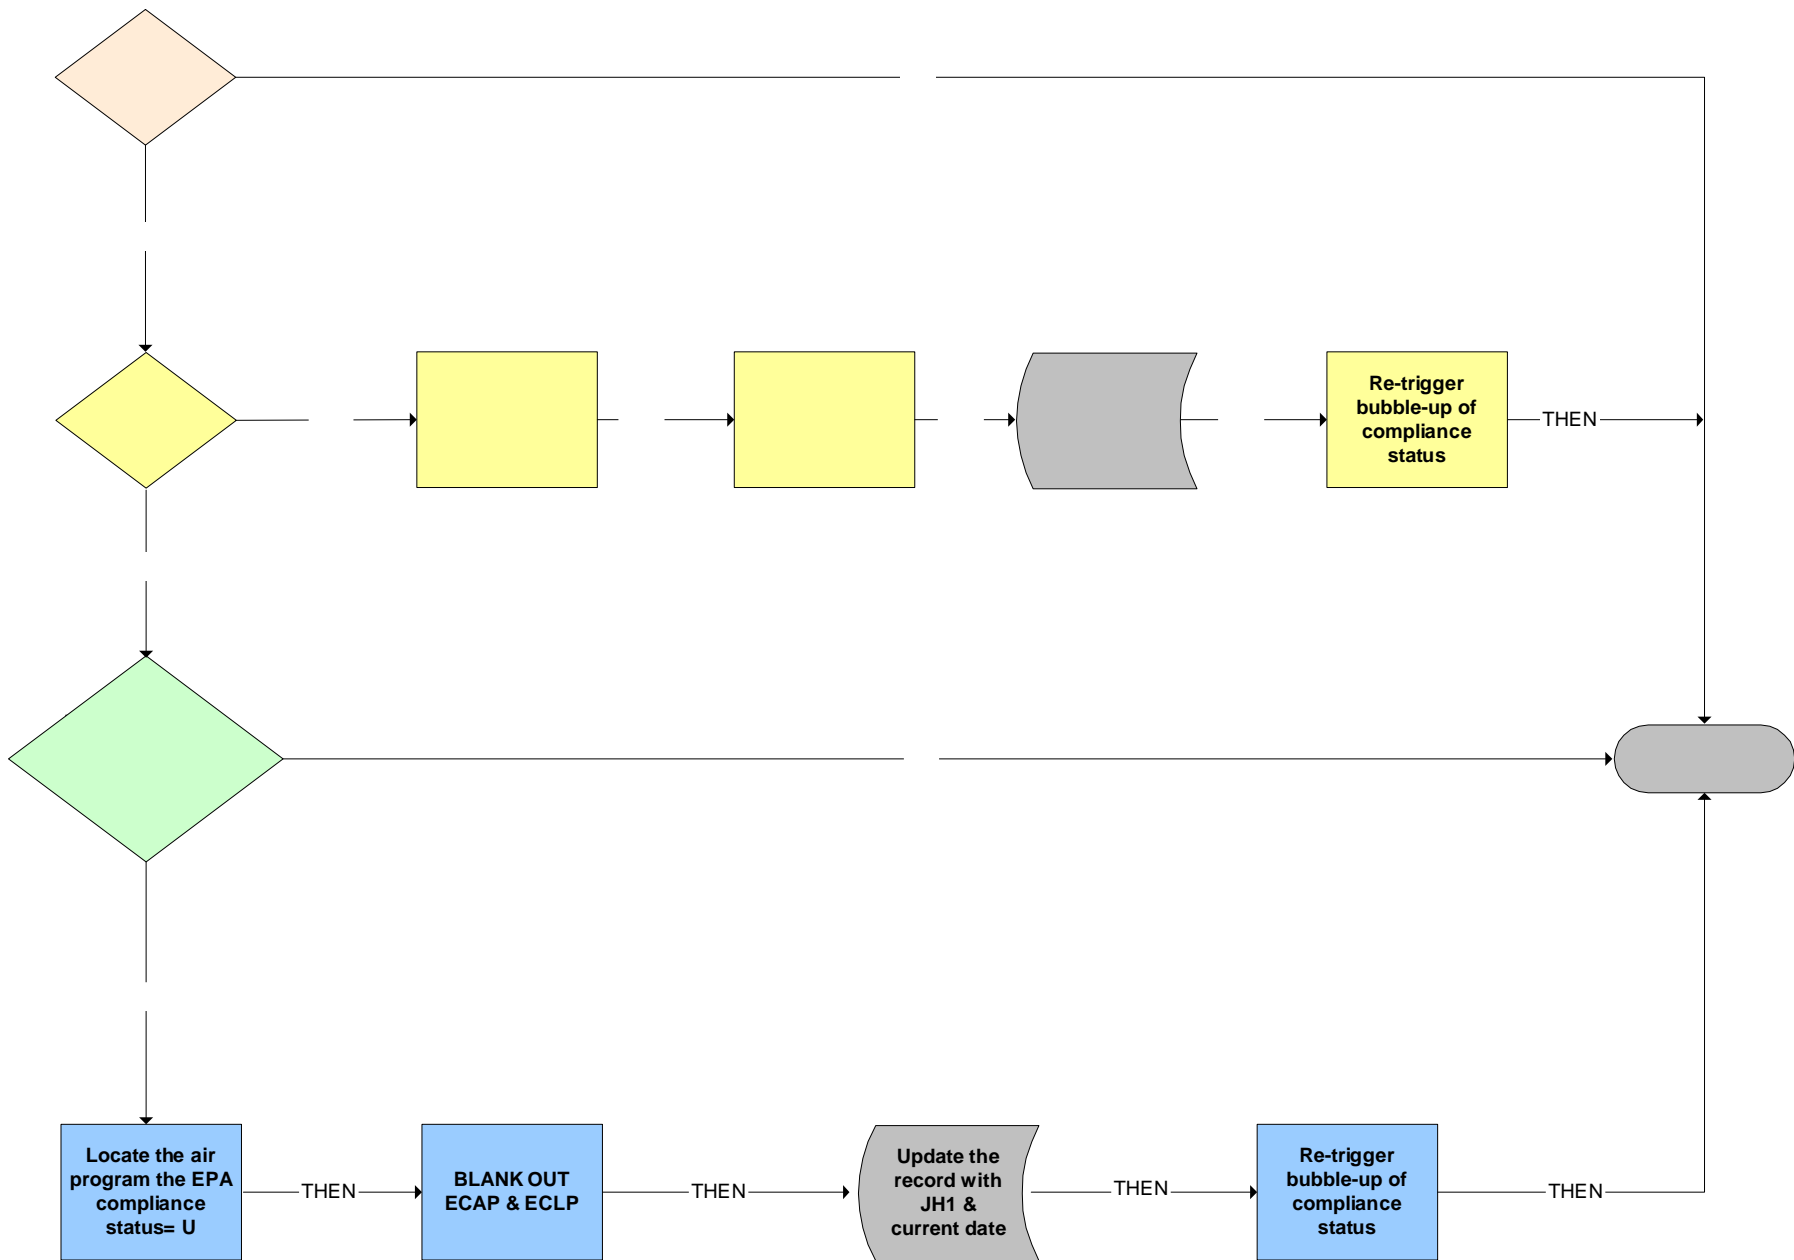 Re-trigger
bubble-up of
compliance
status
THEN
Locate the air
program the EPA
compliance
status= U
THEN
BLANK OUT
ECAP & ECLP
THEN
Update the
record with
JH1 &
current date
THEN
Re-trigger
bubble-up of
compliance
status
THEN